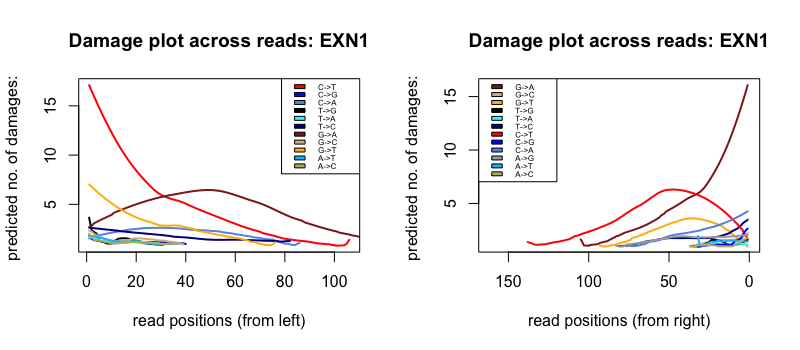 Damage plot across reads: EXN1
predicted no. of damages:
15
10
5
C->T
C->G
C->A
T->G
T->A
T->C
G->A
G->C
G->T
A->T
A->C
0
20
40
60
80
100
read positions (from left)
Damage plot across reads: EXN1
predicted no. of damages:
15
10
5
G->A
G->C
G->T
T->G
T->A
T->C
C->T
C->G
C->A
A->G
A->T
A->C
150
100
50
0
read positions (from right)